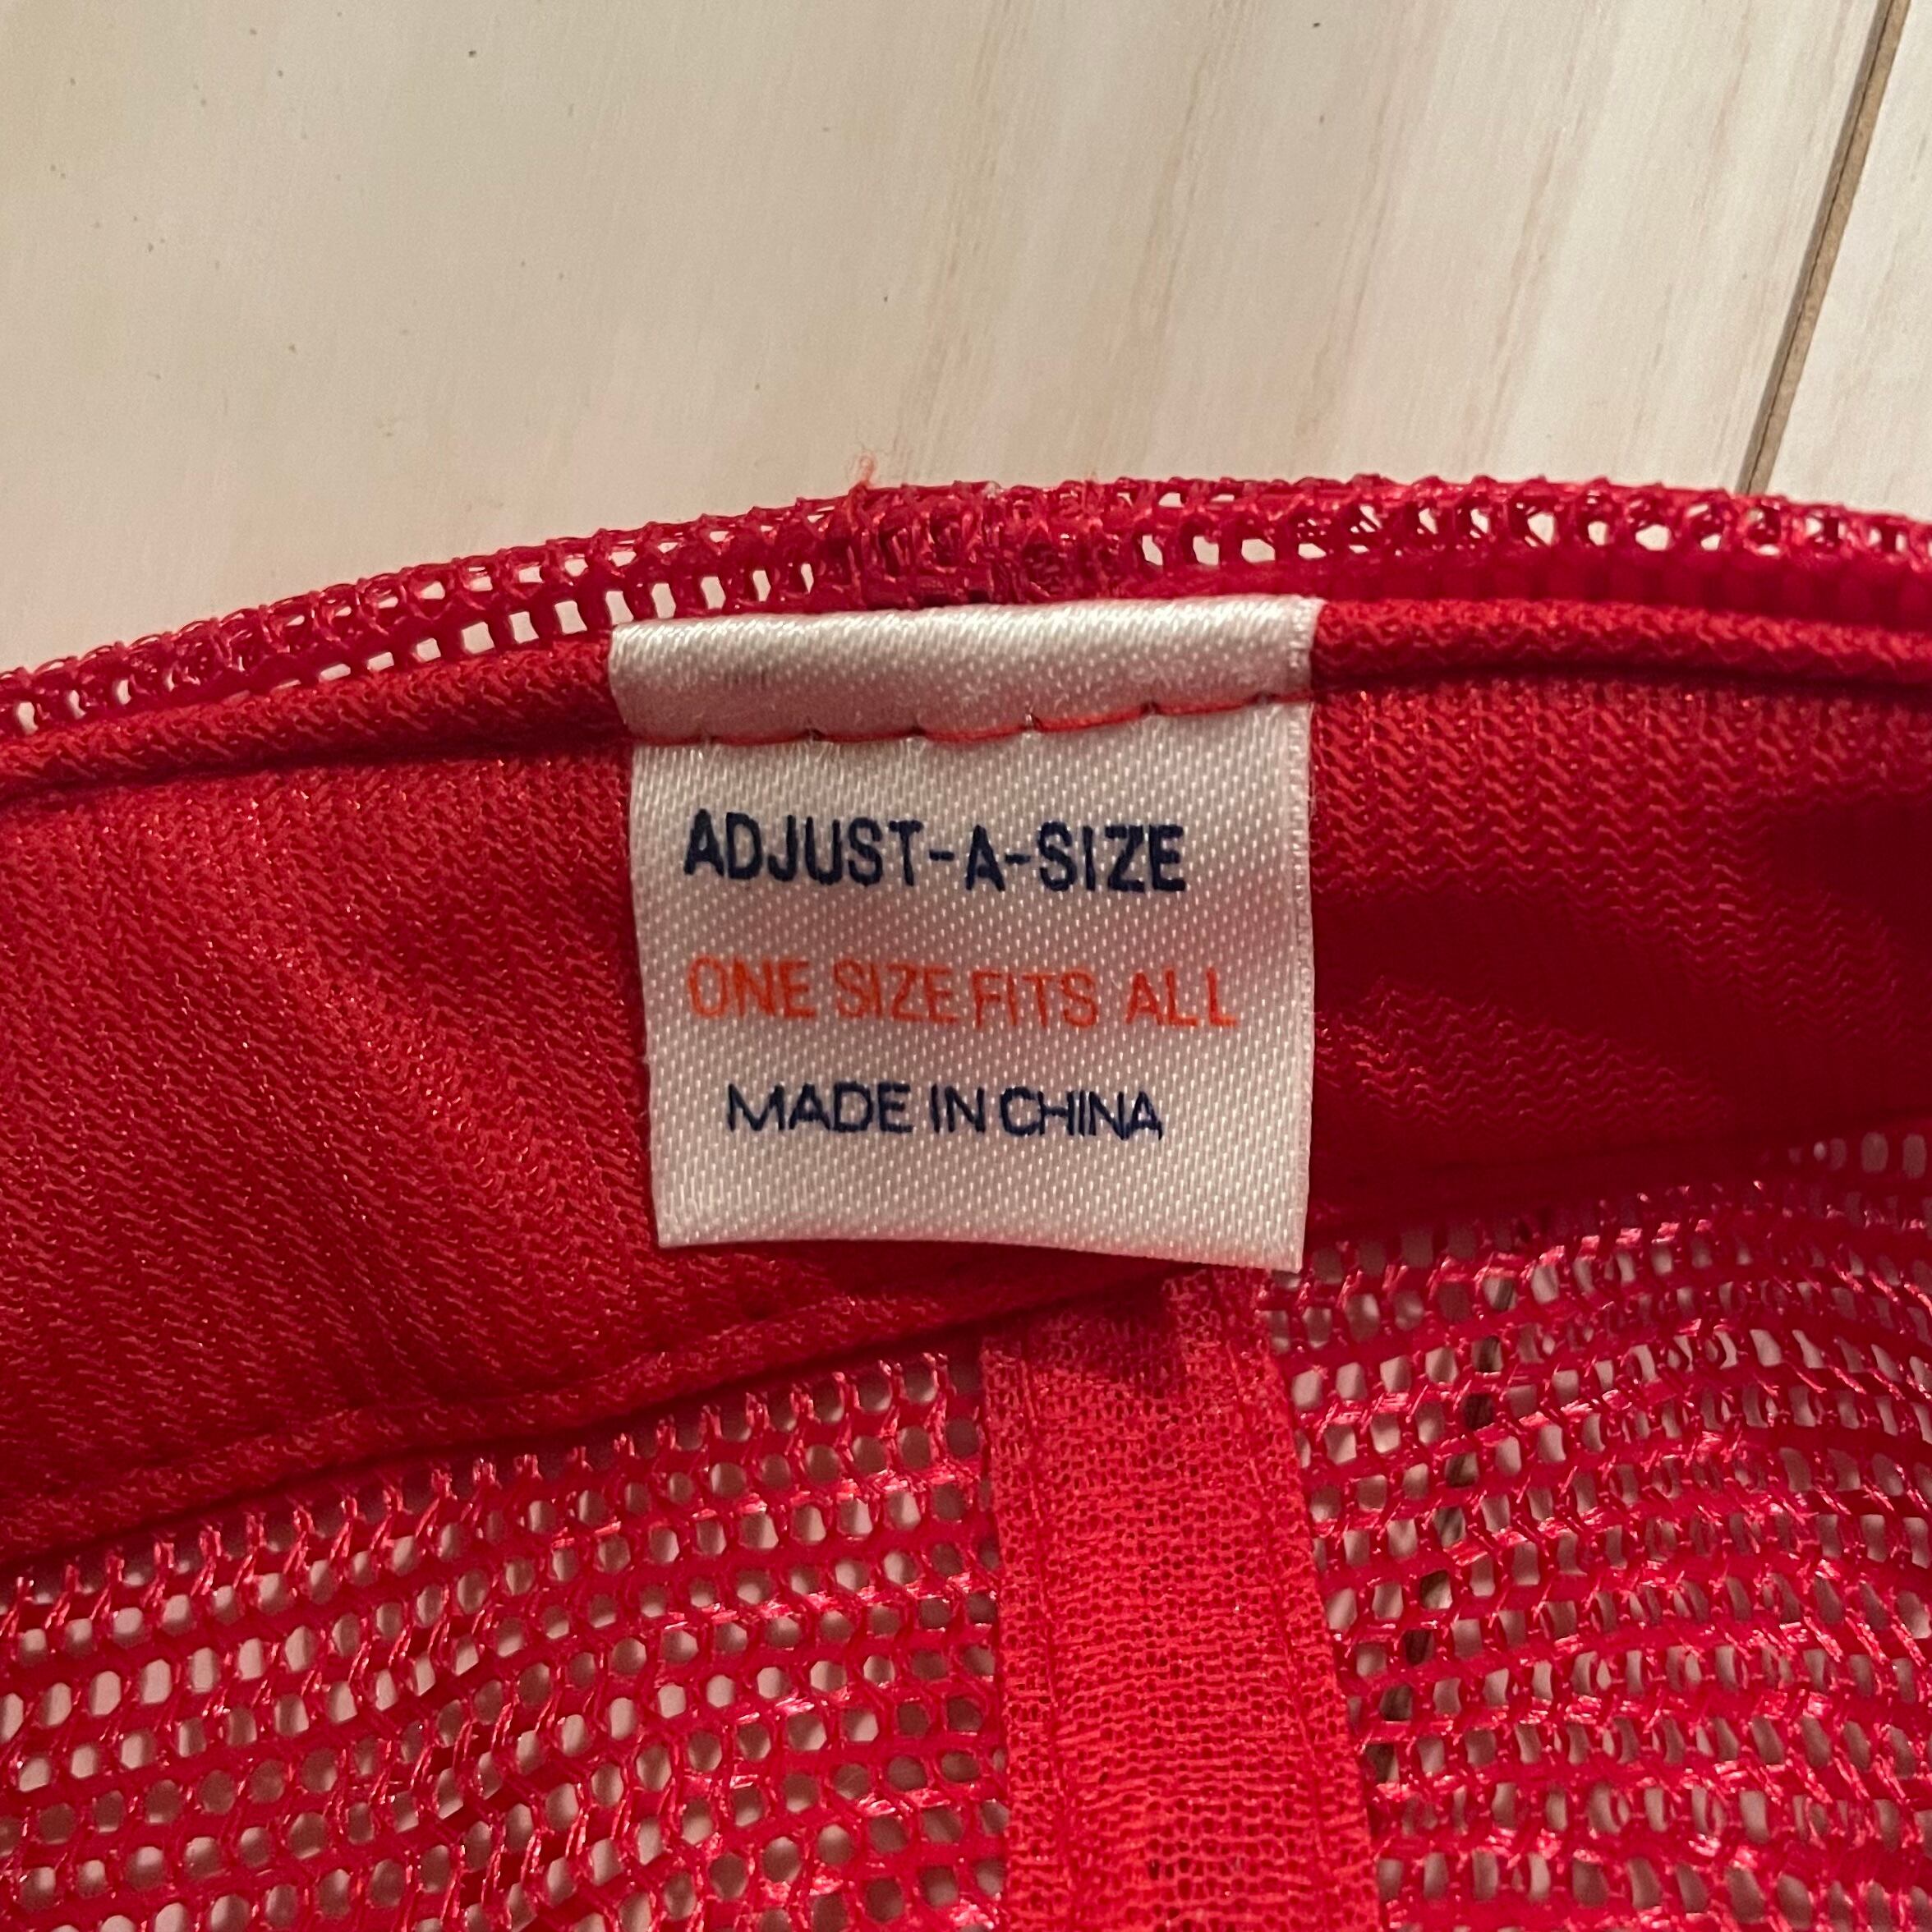 ADJUST-A-SIZE
ONE SIZE FITS ALL
MADE IN CHINA